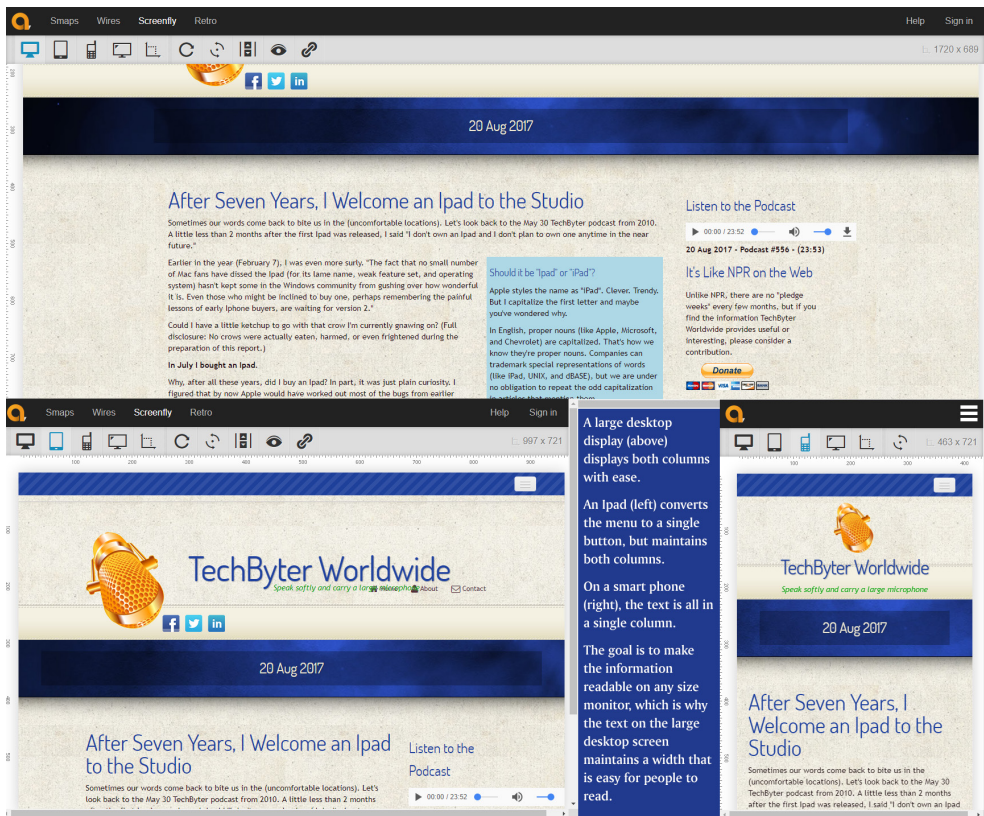 Smaps Wires Screenfly Retro Help Sign in
1720 x 689
20 Aug 2017
After Seven Years, I Welcome an Ipad to the Studio
Sometimes our words come back to bite us in the (uncomfortable locations). Let's look back to the May 30 TechByter podcast from 2010.
A little less than 2 months after the first Ipad was released, I said "I don't own an Ipad and I don't plan to own one anytime in the near
future."
Earlier in the year (February 7), I was even more surly. "The fact that no small number
of Mac fans have dissed the Ipad (for its lame name, weak feature set, and operating
system) hasn't kept some in the Windows community from gushing over how wonderful
it is. Even those who might be inclined to buy one, perhaps remembering the painful
lessons of early Iphone buyers, are waiting for version 2."
Could I have a little ketchup to go with that crow I'm currently gnawing on? (Full
disclosure: No crows were actually eaten, harmed, or even frightened during the
preparation of this report.)
In July I bought an Ipad.
Why, after all these years, did I buy an Ipad? In part, it was just plain curiosity. I
figured that by now Apple would have worked out most of the bugs from earlier
Should it be "Ipad" or "iPad"?
Apple styles the name as "iPad". Clever. Trendy.
But I capitalize the first letter and maybe
you've wondered why.
In English, proper nouns (like Apple, Microsoft,
and Chevrolet) are capitalized. That's how we
know they're proper nouns. Companies can
trademark special representations of words
(like iPad, UNIX, and dBASE), but we are under
no obligation to repeat the odd capitalization
in articles that mention them.
Listen to the Podcast
00:00 / 23:52
20 Aug 2017 - Podcast #556 - (23:53)
It's Like NPR on the Web
Unlike NPR, there are no "pledge
weeks" every few months, but if you
find the information TechByter
Worldwide provides useful or
interesting, please consider a
contribution.
Donate
Smaps Wires Screenfly Retro Help Sign in
997 x 721
100 200 300 400 500 600 700 800 900
TechByter Worldwide
Speak softly and carry a large microphone
Home About Contact
20 Aug 2017
After Seven Years, I Welcome an Ipad
to the Studio
Sometimes our words come back to bite us in the (uncomfortable locations). Let's
look back to the May 30 TechByter podcast from 2010. A little less than 2 months
Listen to the
Podcast
00:00 / 23:52
A large desktop
display (above)
displays both columns
with ease.
An Ipad (left) converts
the menu to a single
button, but maintains
both columns.
On a smart phone
(right), the text is all in
a single column.
The goal is to make
the information
readable on any size
monitor, which is why
the text on the large
desktop screen
maintains a width that
is easy for people to
read.
463 x 721
100 200 300 400
TechByter Worldwide
Speak softly and carry a large microphone
20 Aug 2017
After Seven Years, I
Welcome an Ipad to the
Studio
Sometimes our words come back to bite us in the
(uncomfortable locations). Let's look back to the May 30
TechByter podcast from 2010. A little less than 2 months
after the first Ipad was released, I said "I don't own an Ipad